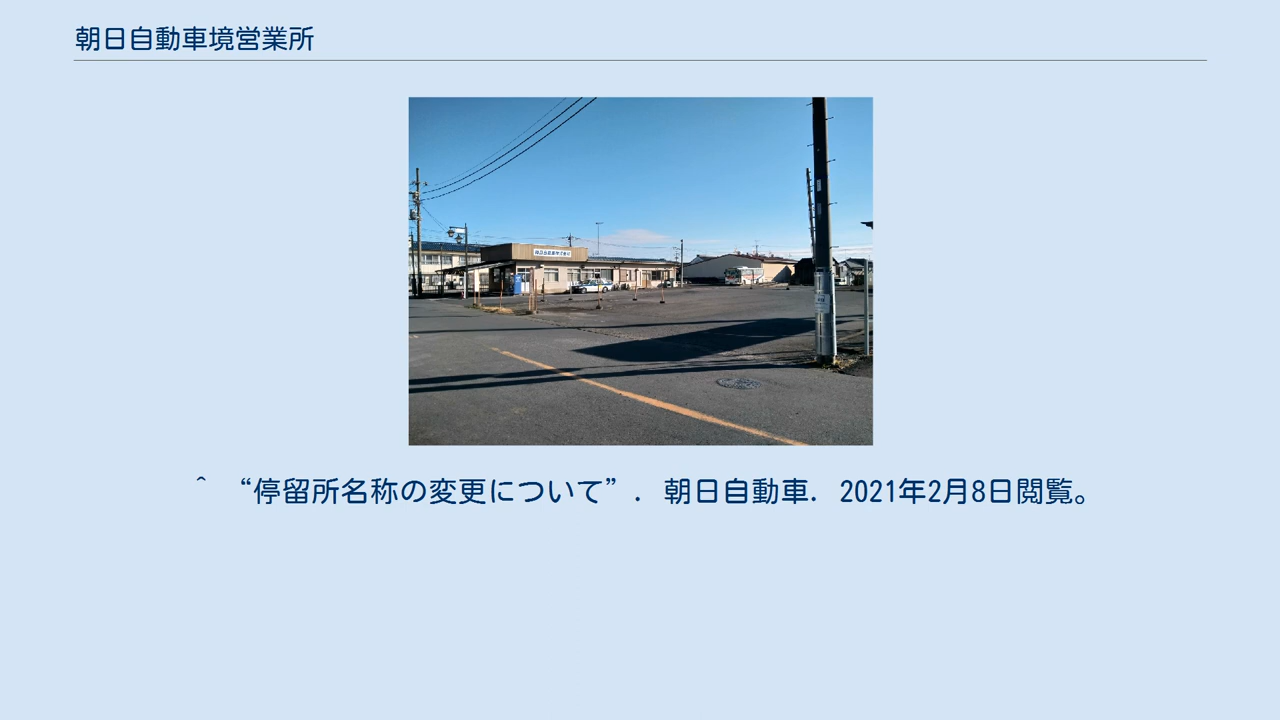 朝日自動車境営業所
^ “停留所名称の変更について”. 朝日自動車. 2021年2月8日閲覧。